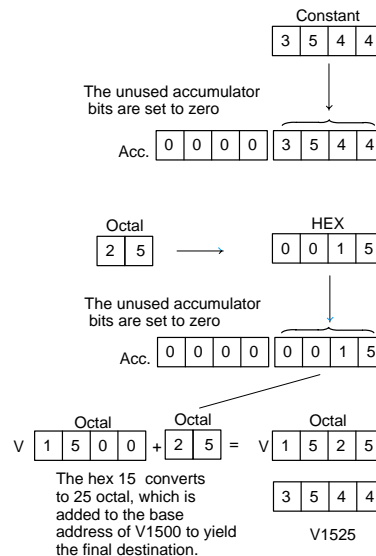 Constant
3 5 4 4
The unused accumulator
bits are set to zero
Acc. 0 0 0 0 3 5 4 4
Octal HEX
2 5 0 0 1 5
The unused accumulator
bits are set to zero
Acc. 0 0 0 0 0 0 1 5
Octal Octal Octal
V 1 5 0 0 + 2 5 = V 1 5 2 5
The hex 15 converts
to 25 octal, which is
added to the base
address of V1500 to yield
the final destination.
3 5 4 4
V1525